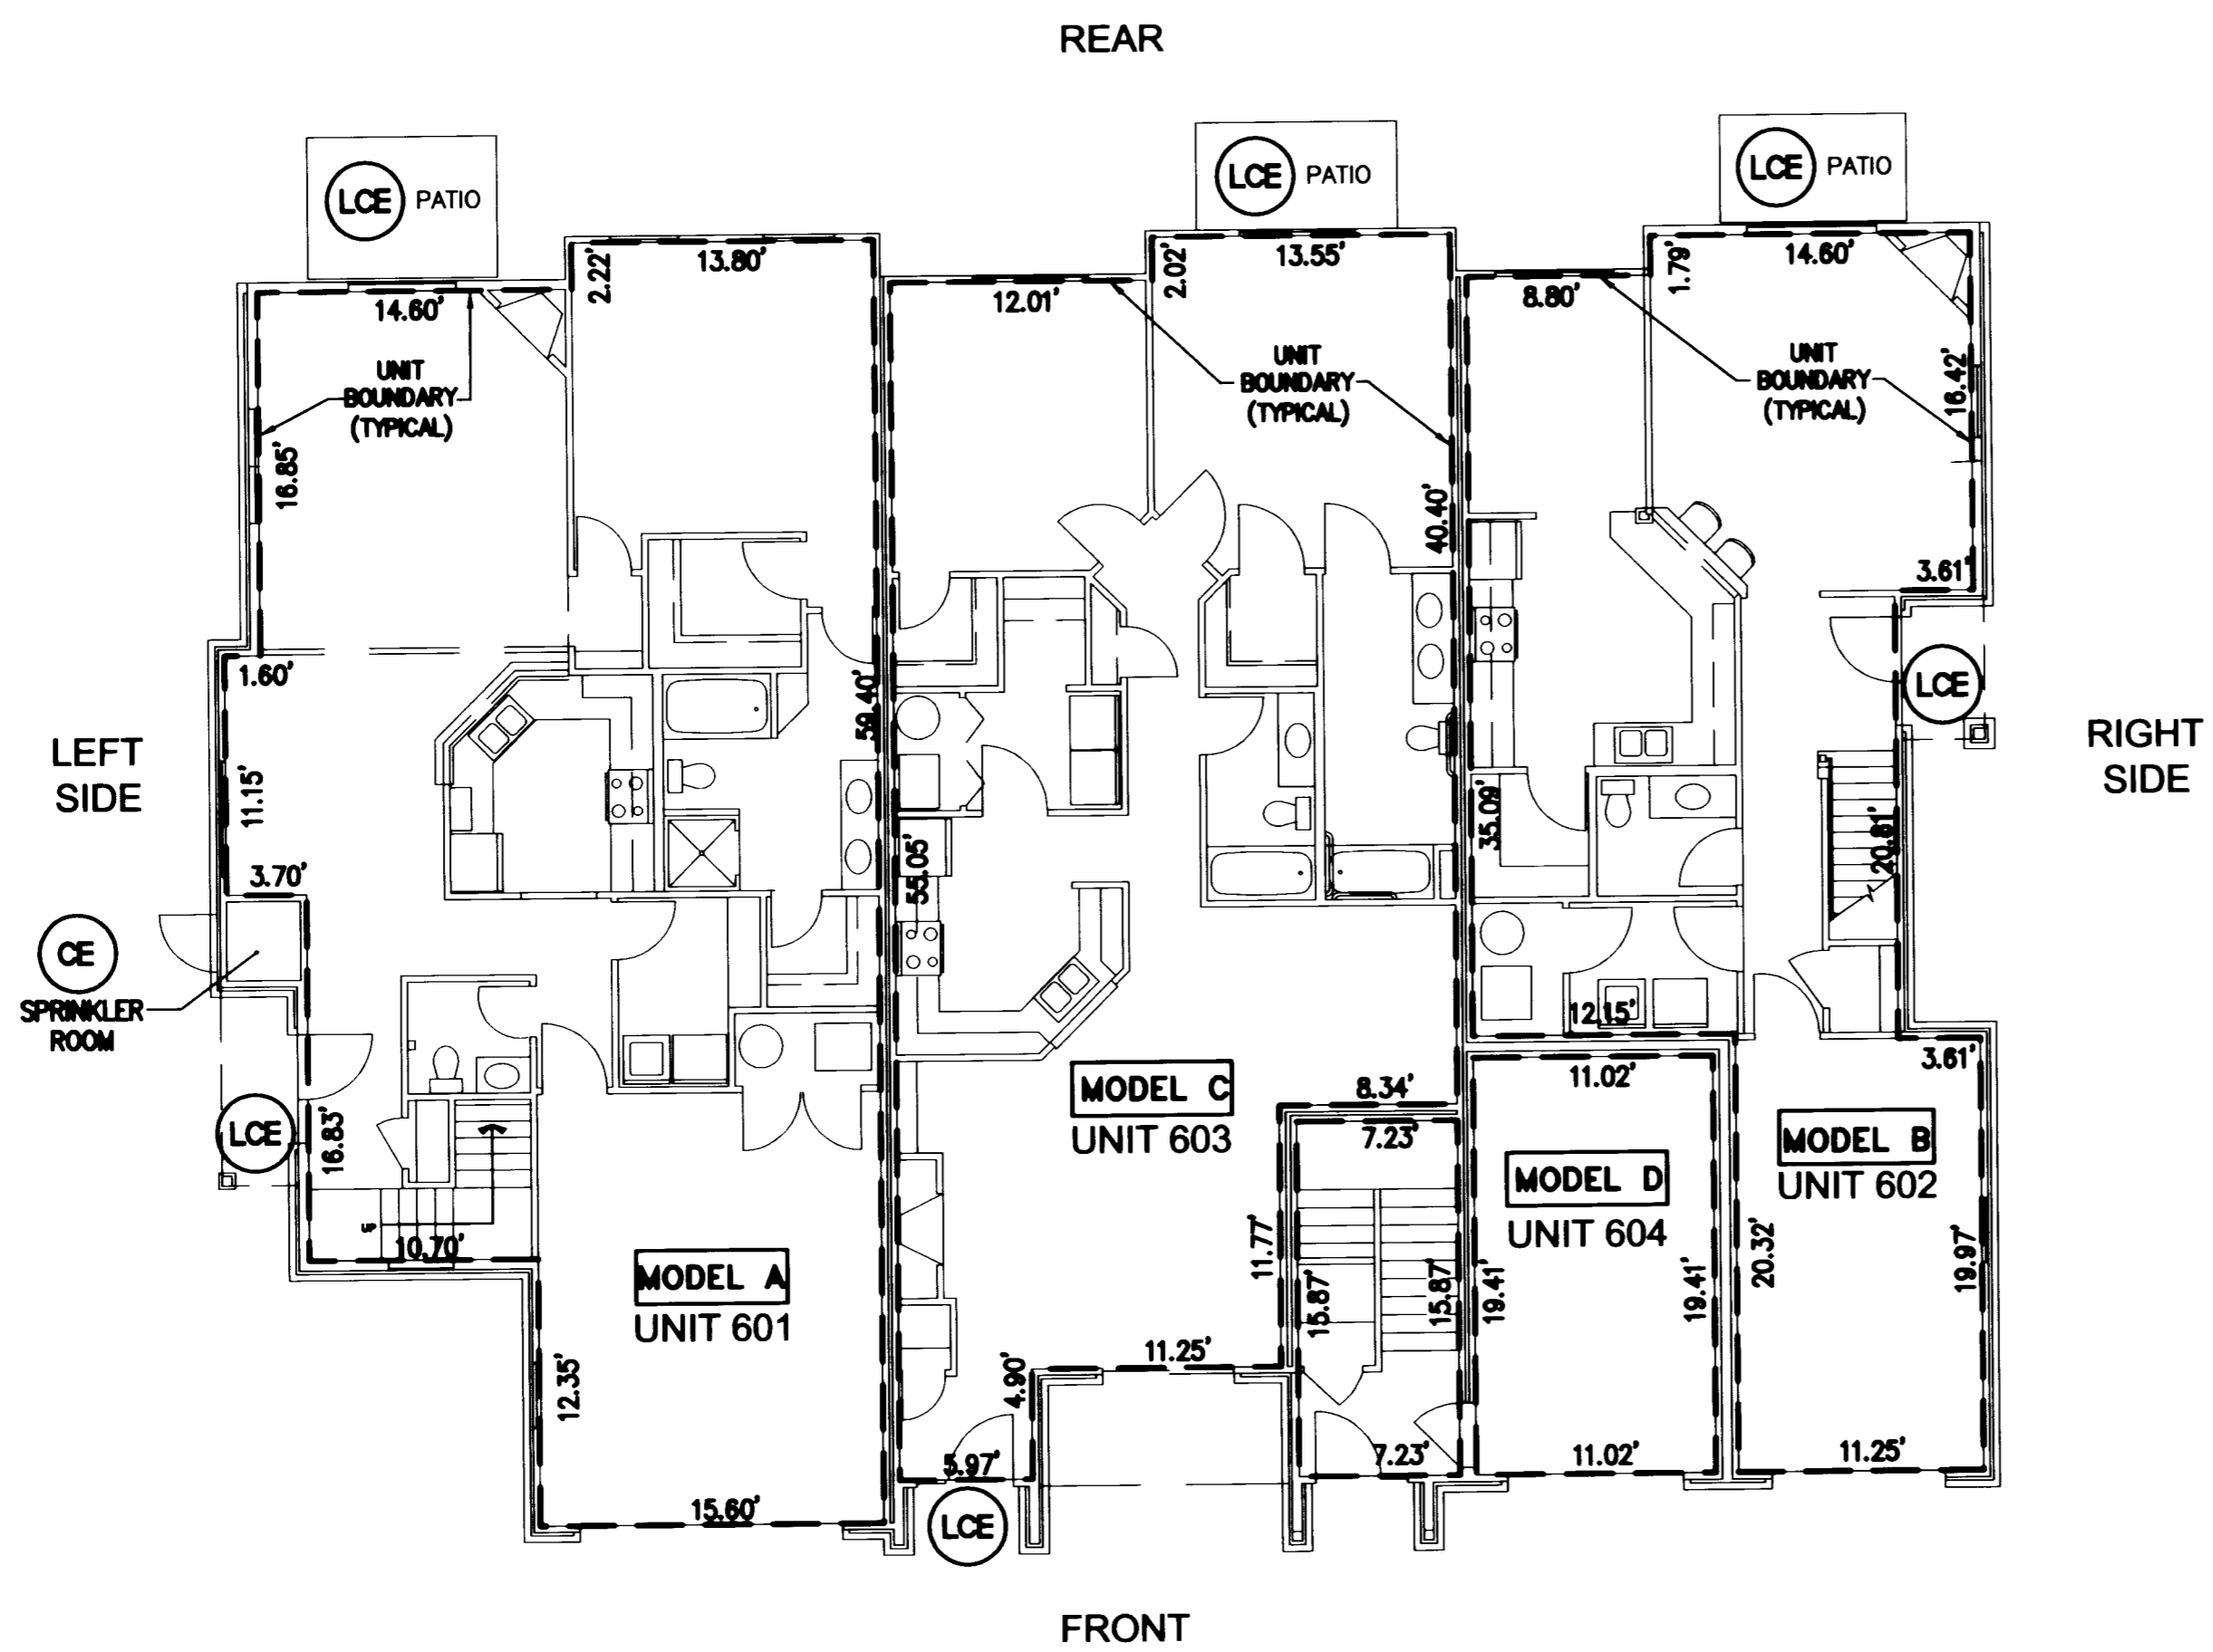 REAR
LCE PATIO
LCE PATIO
LCE PATIO
2.22'
13.80'
2.02'
13.55'
1.79'
14.60'
14.60'
12.01'
8.80'
UNIT
BOUNDARY
(TYPICAL)
UNIT
BOUNDARY
(TYPICAL)
UNIT
BOUNDARY
(TYPICAL)
16.85'
16.42'
40.40'
3.61'
1.60'
59.40'
LCE
LEFT
SIDE
RIGHT
SIDE
11.15'
35.09'
20.81'
3.70'
55.05'
CE
SPRINKLER
ROOM
12.15'
3.61'
11.02'
8.34'
7.23'
MODEL C
UNIT 603
LCE
16.83'
MODEL B
UNIT 602
MODEL D
UNIT 604
10.70'
11.77'
15.87'
15.87'
19.41'
19.41'
20.32'
19.97'
MODEL A
UNIT 601
12.35'
4.90'
11.25'
5.97'
7.23'
11.02'
11.25'
15.60'
LCE
FRONT